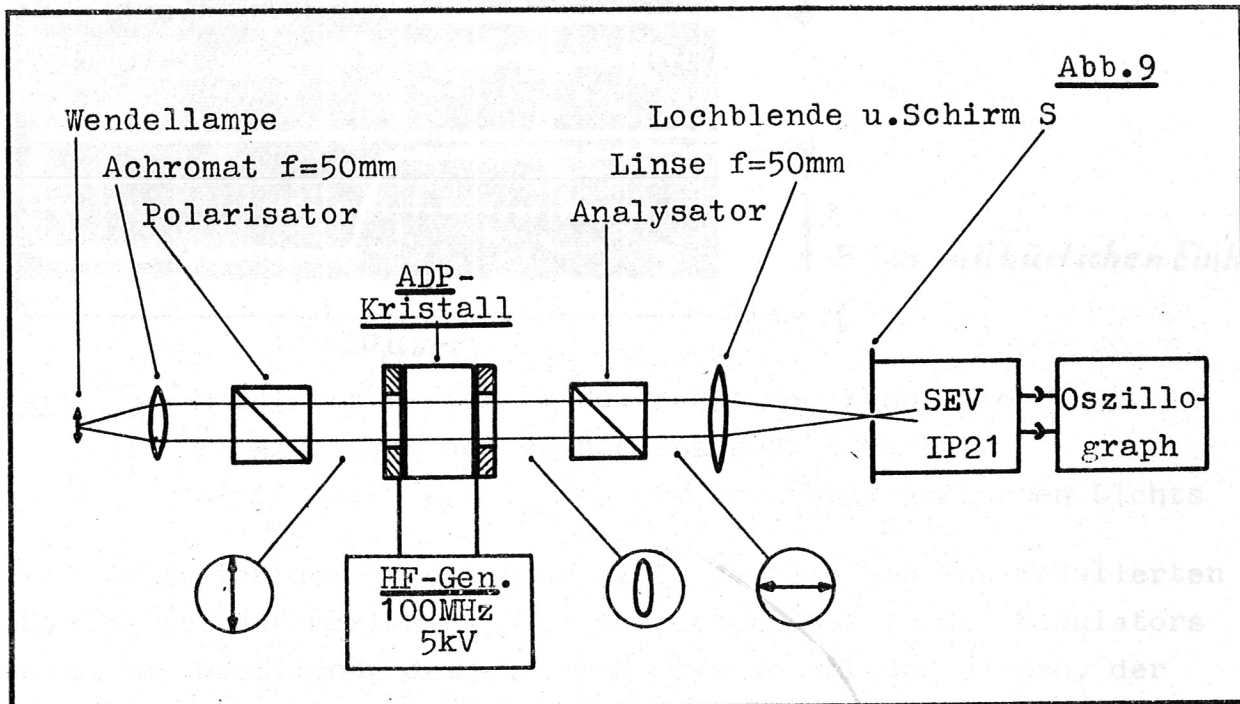 Abb.9
Wendellampe
Lochblende u.Schirm S
Achromat f=50mm
Linse f=50mm
Polarisator
Analysator
ADP-
Kristall
SEV
IP21
Oszillo-
graph
HF-Gen.
100MHz
5kV